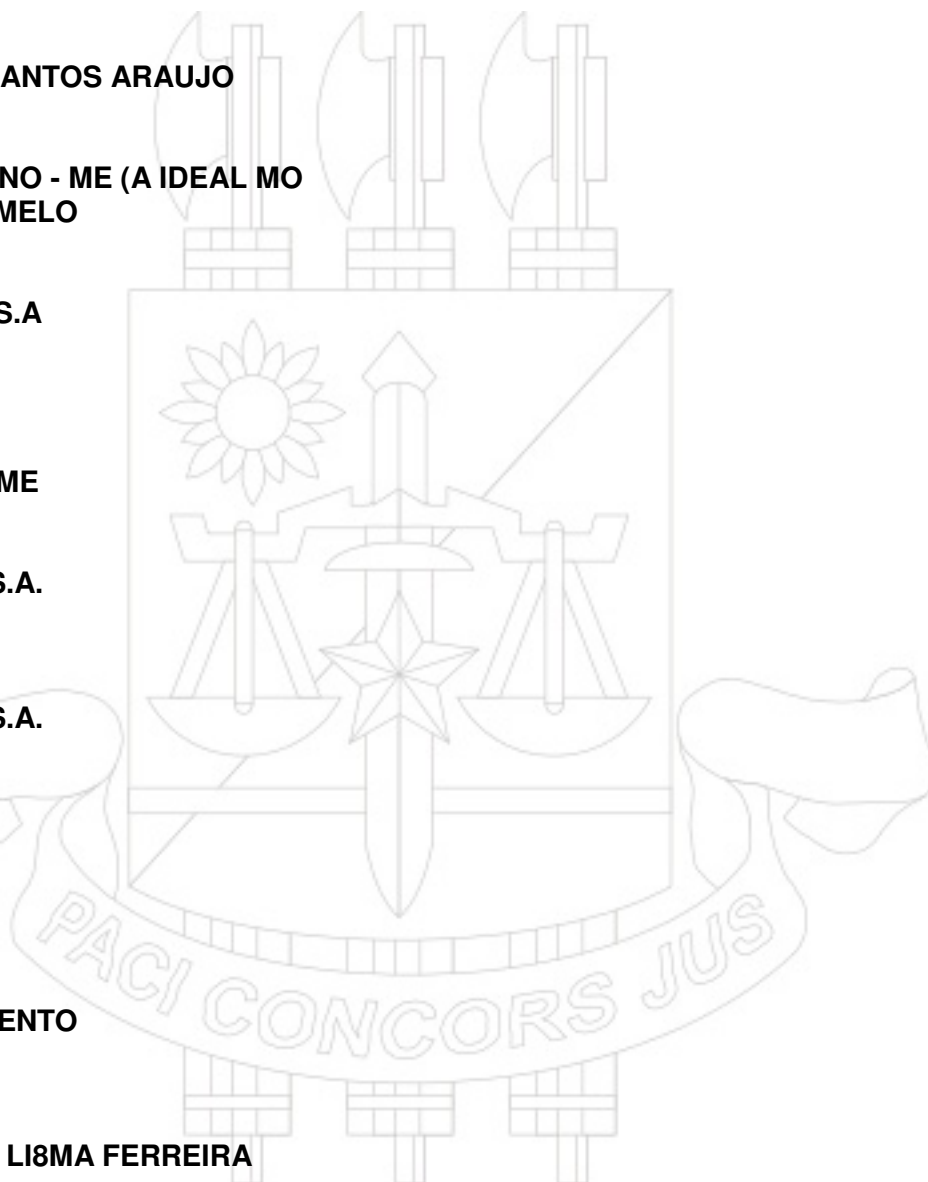 ANTOS ARAUJO
NO - ME (A IDEAL MO
MELO
S.A
ME
S.A.
S.A.
PACI CONCORS JUS
ENTO
LI8MA FERREIRA